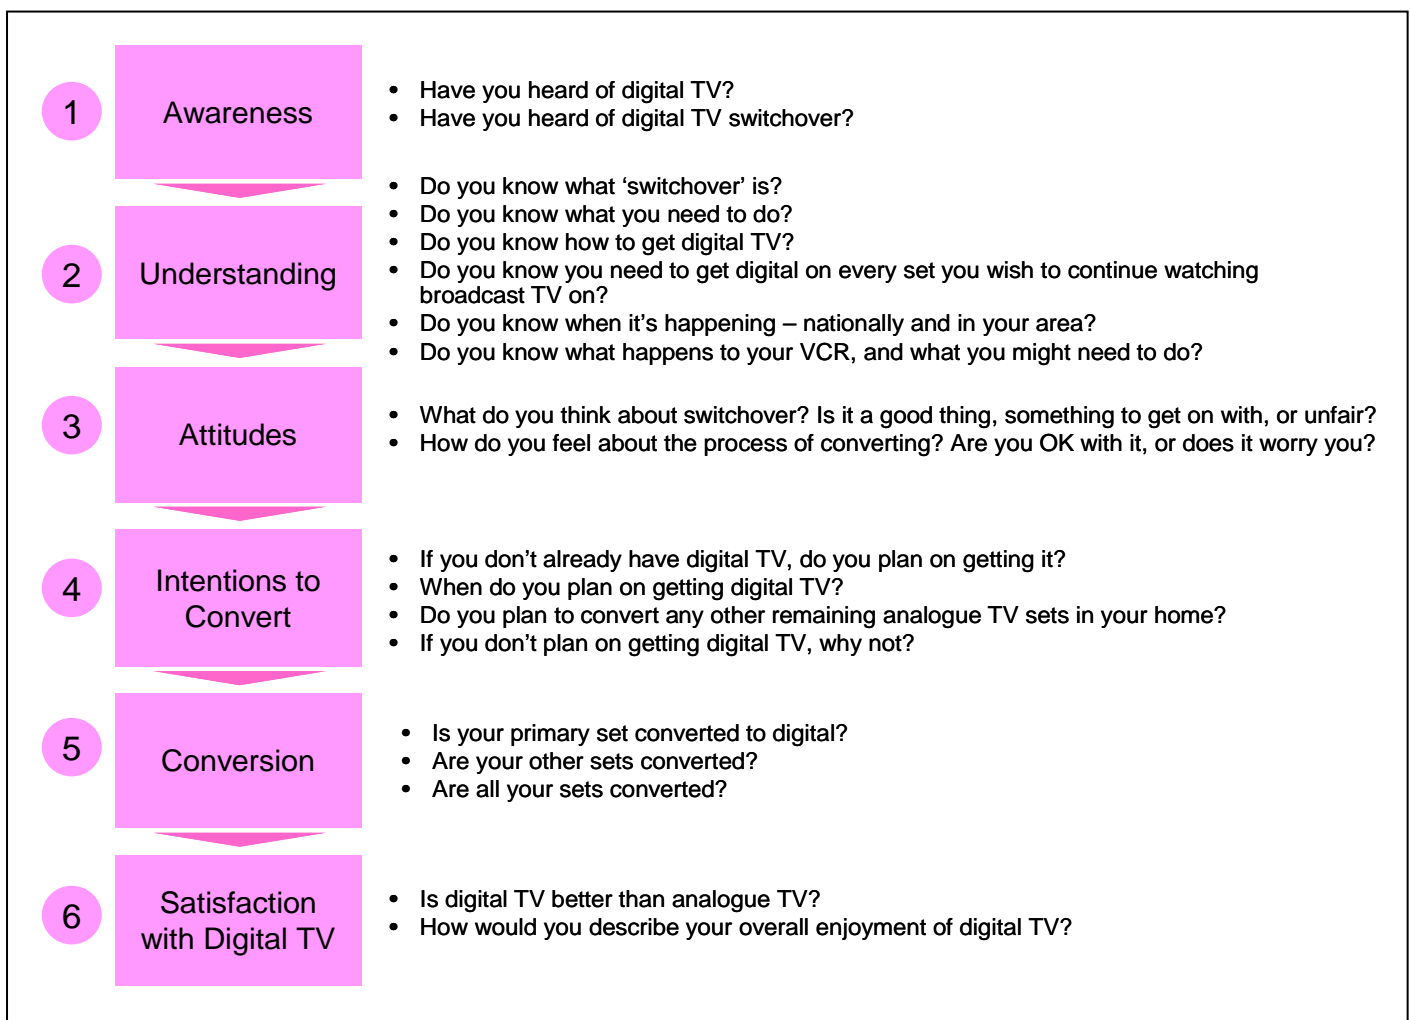 1
Awareness
• Have you heard of digital TV?
• Have you heard of digital TV switchover?
2
Understanding
• Do you know what ‘switchover’ is?
• Do you know what you need to do?
• Do you know how to get digital TV?
• Do you know you need to get digital on every set you wish to continue watching
broadcast TV on?
• Do you know when it’s happening – nationally and in your area?
• Do you know what happens to your VCR, and what you might need to do?
3
Attitudes
• What do you think about switchover? Is it a good thing, something to get on with, or unfair?
• How do you feel about the process of converting? Are you OK with it, or does it worry you?
4
Intentions to
Convert
• If you don’t already have digital TV, do you plan on getting it?
• When do you plan on getting digital TV?
• Do you plan to convert any other remaining analogue TV sets in your home?
• If you don’t plan on getting digital TV, why not?
5
Conversion
• Is your primary set converted to digital?
• Are your other sets converted?
• Are all your sets converted?
6
Satisfaction
with Digital TV
• Is digital TV better than analogue TV?
• How would you describe your overall enjoyment of digital TV?